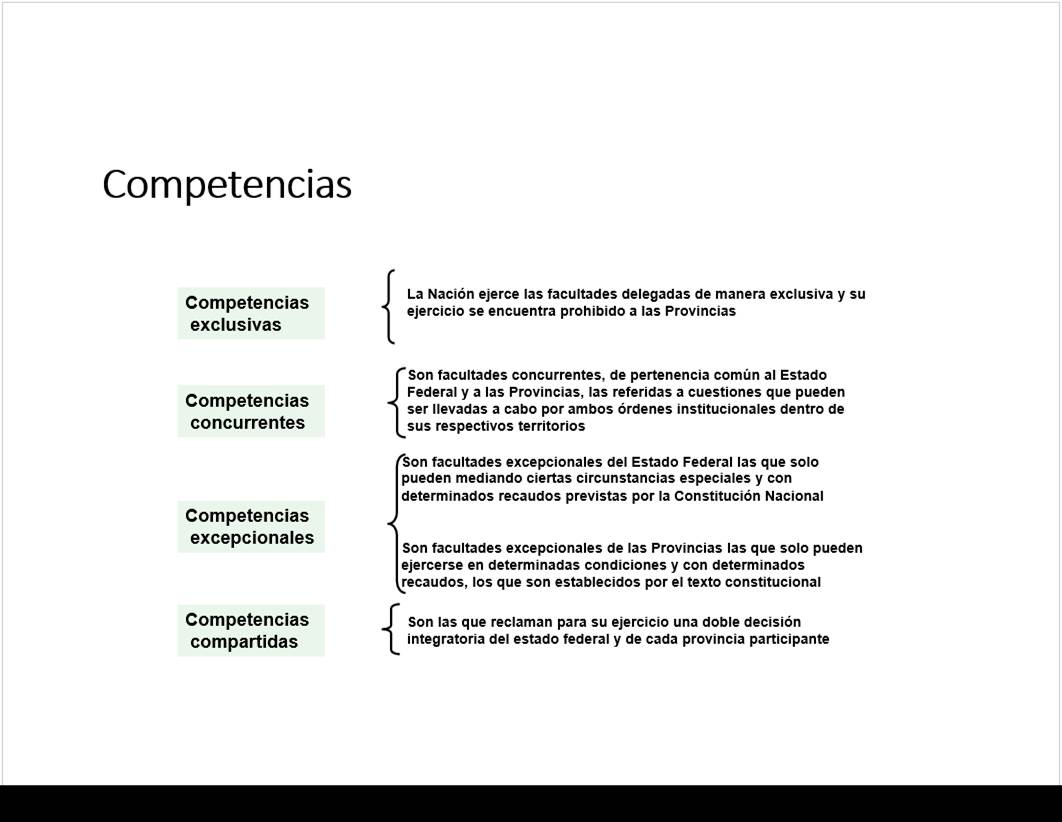 Competencias
Competencias
exclusivas
La Nación ejerce las facultades delegadas de manera exclusiva y su
ejercicio se encuentra prohibido a las Provincias
Competencias
concurrentes
Son facultades concurrentes, de pertenencia común al Estado
Federal y a las Provincias, las referidas a cuestiones que pueden
ser llevadas a cabo por ambos órdenes institucionales dentro de
sus respectivos territorios
Competencias
excepcionales
Son facultades excepcionales del Estado Federal las que solo
pueden mediando ciertas circunstancias especiales y con
determinados recaudos previstas por la Constitución Nacional
Son facultades excepcionales de las Provincias las que solo pueden
ejercerse en determinadas condiciones y con determinados
recaudos, los que son establecidos por el texto constitucional
Competencias
compartidas
Son las que reclaman para su ejercicio una doble decisión
integratoria del estado federal y de cada provincia participante